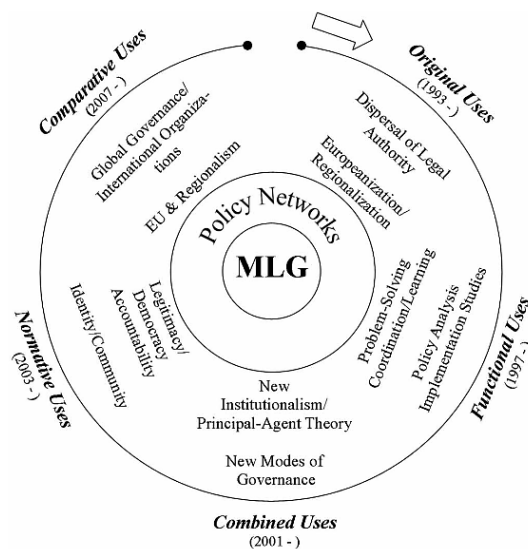 Original Uses
(1993 - )
Dispersal of Legal
Authority
Europeanization/
Regionalization
Functional Uses
(1997 - )
Problem-Solving
Coordination/Learning
Policy Analysis
Implementation Studies
Combined Uses
(2001 - )
New
Institutionalism/
Principal-Agent Theory
New Modes of
Governance
Normative Uses
(2003 - )
Identity/Community
Legitimacy/
Democracy
Accountability
Comparative Uses
(2007 - )
Global Governance/
International Organiza-
tions
EU & Regionalism
Policy Networks
MLG